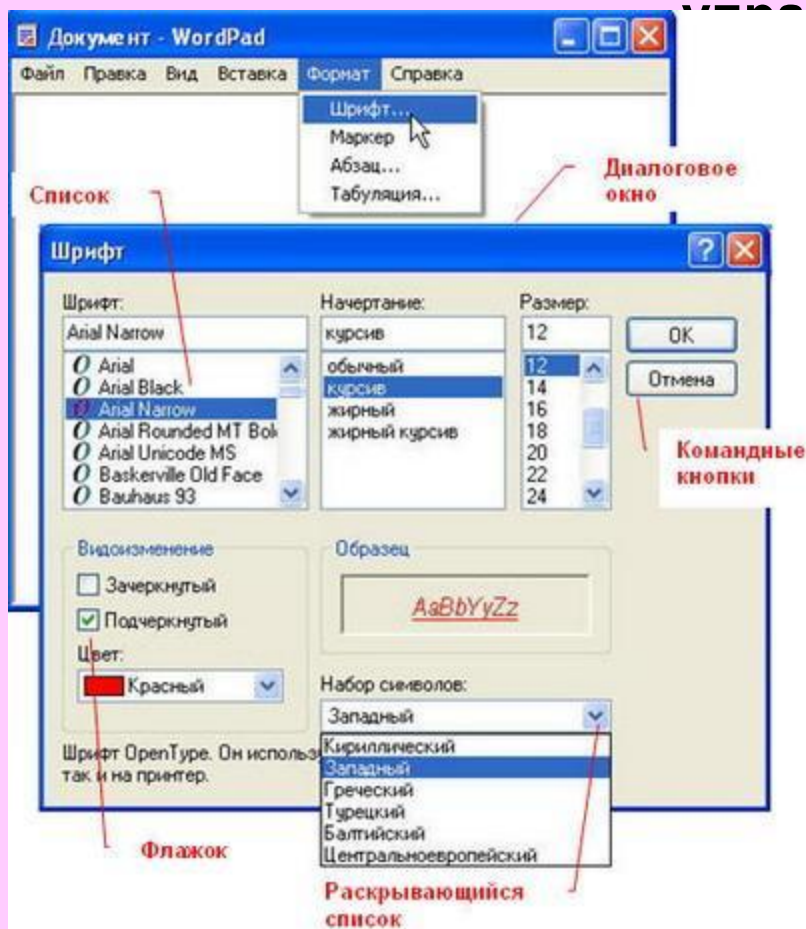 Документ - WordPad
Файл Правка Вид Вставка Формат Справка
Шрифт...
Маркер
Абзац...
Табуляция...
Диалоговое
окно
Список
Шрифт
Шрифт:
Arial Narrow
Arial
Arial Black
Arial Narrow
Arial Rounded MT Bol
Arial Unicode MS
Baskerville Old Face
Bauhaus 93
Начертание:
курсив
обычный
курсив
жирный
жирный курсив
Размер:
12
12
14
16
18
20
22
24
OK
Отмена
Командные
кнопки
Видоизменение
Зачеркнутый
Подчеркнутый
Цвет:
Красный
Образец
AaBbYyZz
Набор символов:
Западный
Кириллический
Западный
Греческий
Турецкий
Балтийский
Центральноевропейский
Шрифт OpenType. Он использ
так и на принтер.
Флажок
Раскрывающийся
список